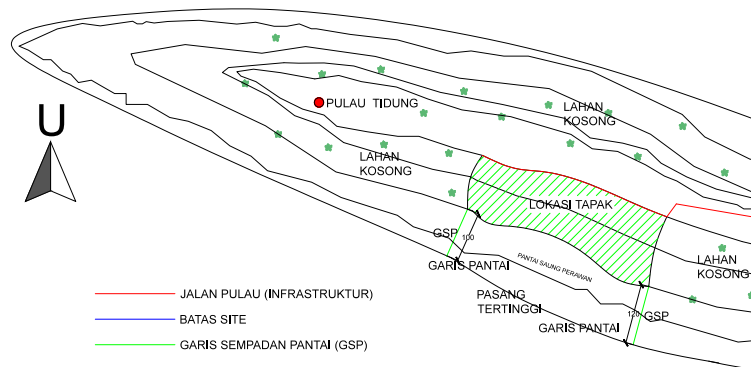 U
PULAU TIDUNG
LAHAN
KOSONG
LAHAN
KOSONG
LOKASI TAPAK
GSP
100
GARIS PANTAI
PANTAI SAUNG PERAWAN
LAHAN
KOSONG
PASANG
TERTINGGI
120
GSP
GARIS PANTAI
JALAN PULAU (INFRASTRUKTUR)
BATAS SITE
GARIS SEMPADAN PANTAI (GSP)